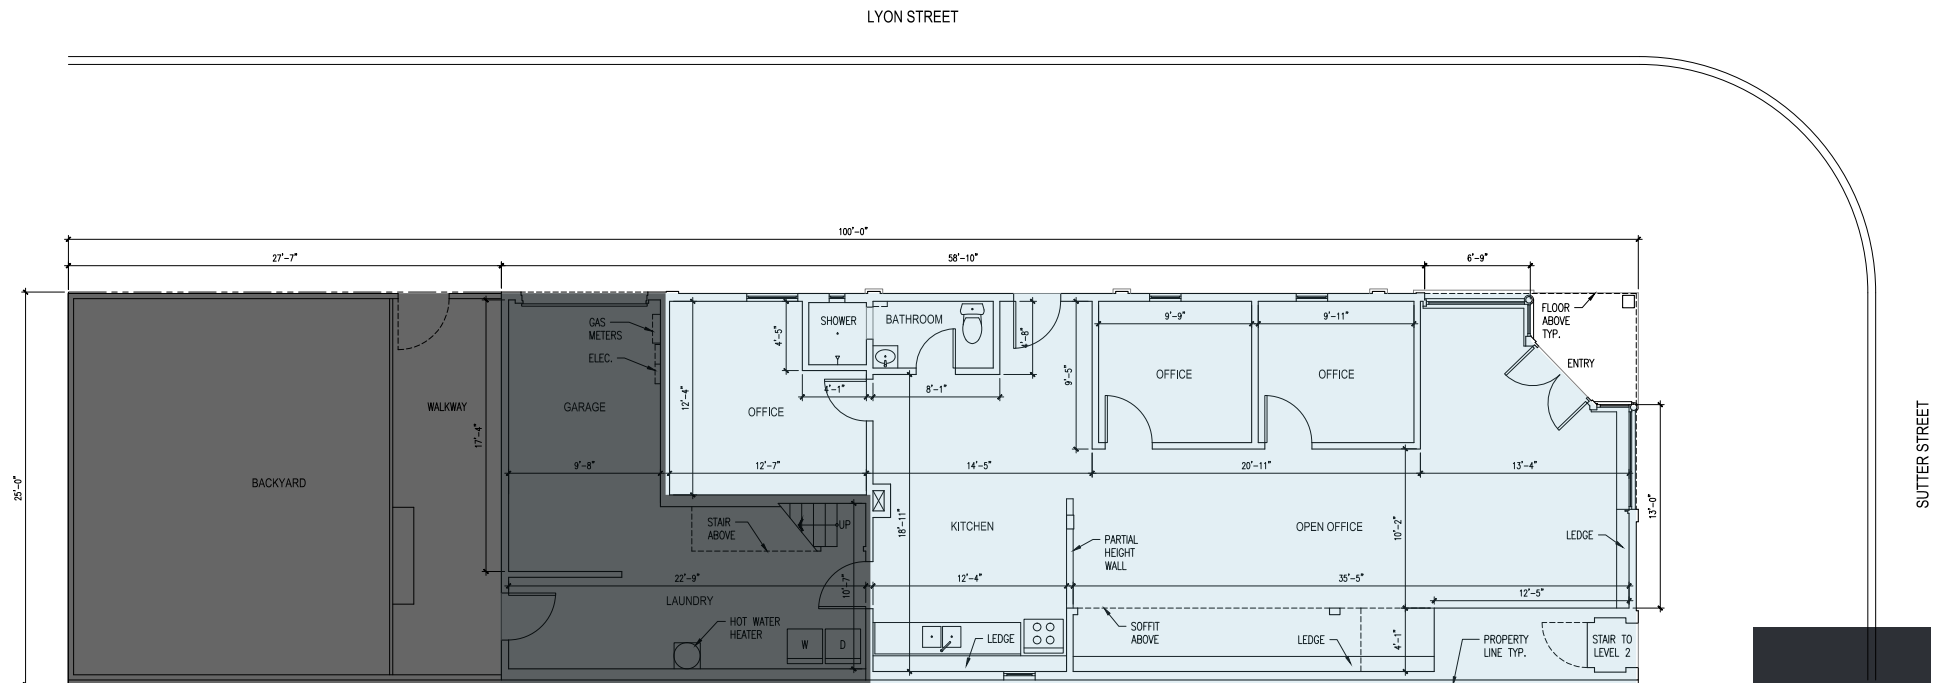 LYON STREET
100'-0"
27'-7"
58'-10"
6'-9"
GAS
METERS
ELEC.
SHOWER
BATHROOM
4'-5"
4'-8"
9'-9"
9'-11"
FLOOR
ABOVE
TYP.
ENTRY
OFFICE
OFFICE
WALKWAY
GARAGE
OFFICE
12'-4"
4'-1"
8'-1"
9'-5"
17'-4"
25'-0"
BACKYARD
9'-8"
12'-7"
14'-5"
20'-11"
13'-4"
13'-0"
SUTTER STREET
STAIR
ABOVE
UP
18'-11"
KITCHEN
PARTIAL
HEIGHT
WALL
OPEN OFFICE
10'-2"
LEDGE
22'-9"
10'-7"
12'-4"
35'-5"
12'-5"
LAUNDRY
HOT WATER
HEATER
W
D
LEDGE
SOFFIT
ABOVE
LEDGE
4'-1"
PROPERTY
LINE TYP.
STAIR TO
LEVEL 2